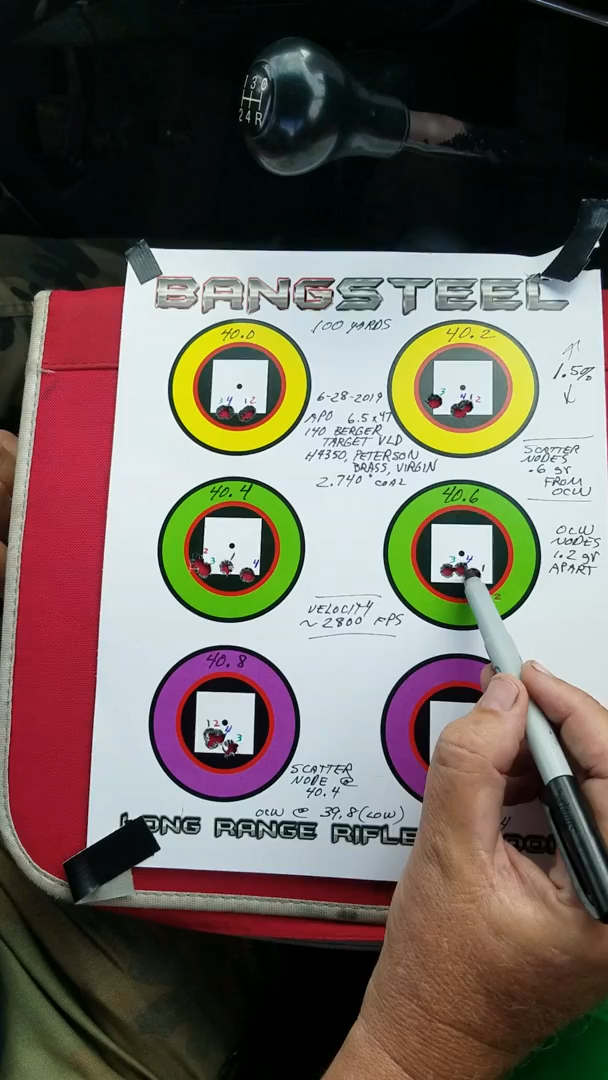 1 3 C
2 4 R
BANGSTEEL
100 YARDS
40.0
40.2
3 4 1 2
3 4 1 2
↑
1.5%
↓
6-28-2019
APO 6.5x47
140 BERGER
TARGET VLD
H4350, PETERSON
BRASS, VIRGIN
2.740" COAL
SCATTER
NODES
.6 gr
FROM
OCW
OCW
NODES
1.2 gr
APART
40.4
40.6
2 3 1 4
3 4 1
2
VELOCITY
~ 2800 FPS
40.8
1 2 4 3
SCATTER
NODE @
40.4
OCW @ 39.8 (LOW)
LONG RANGE RIFLE